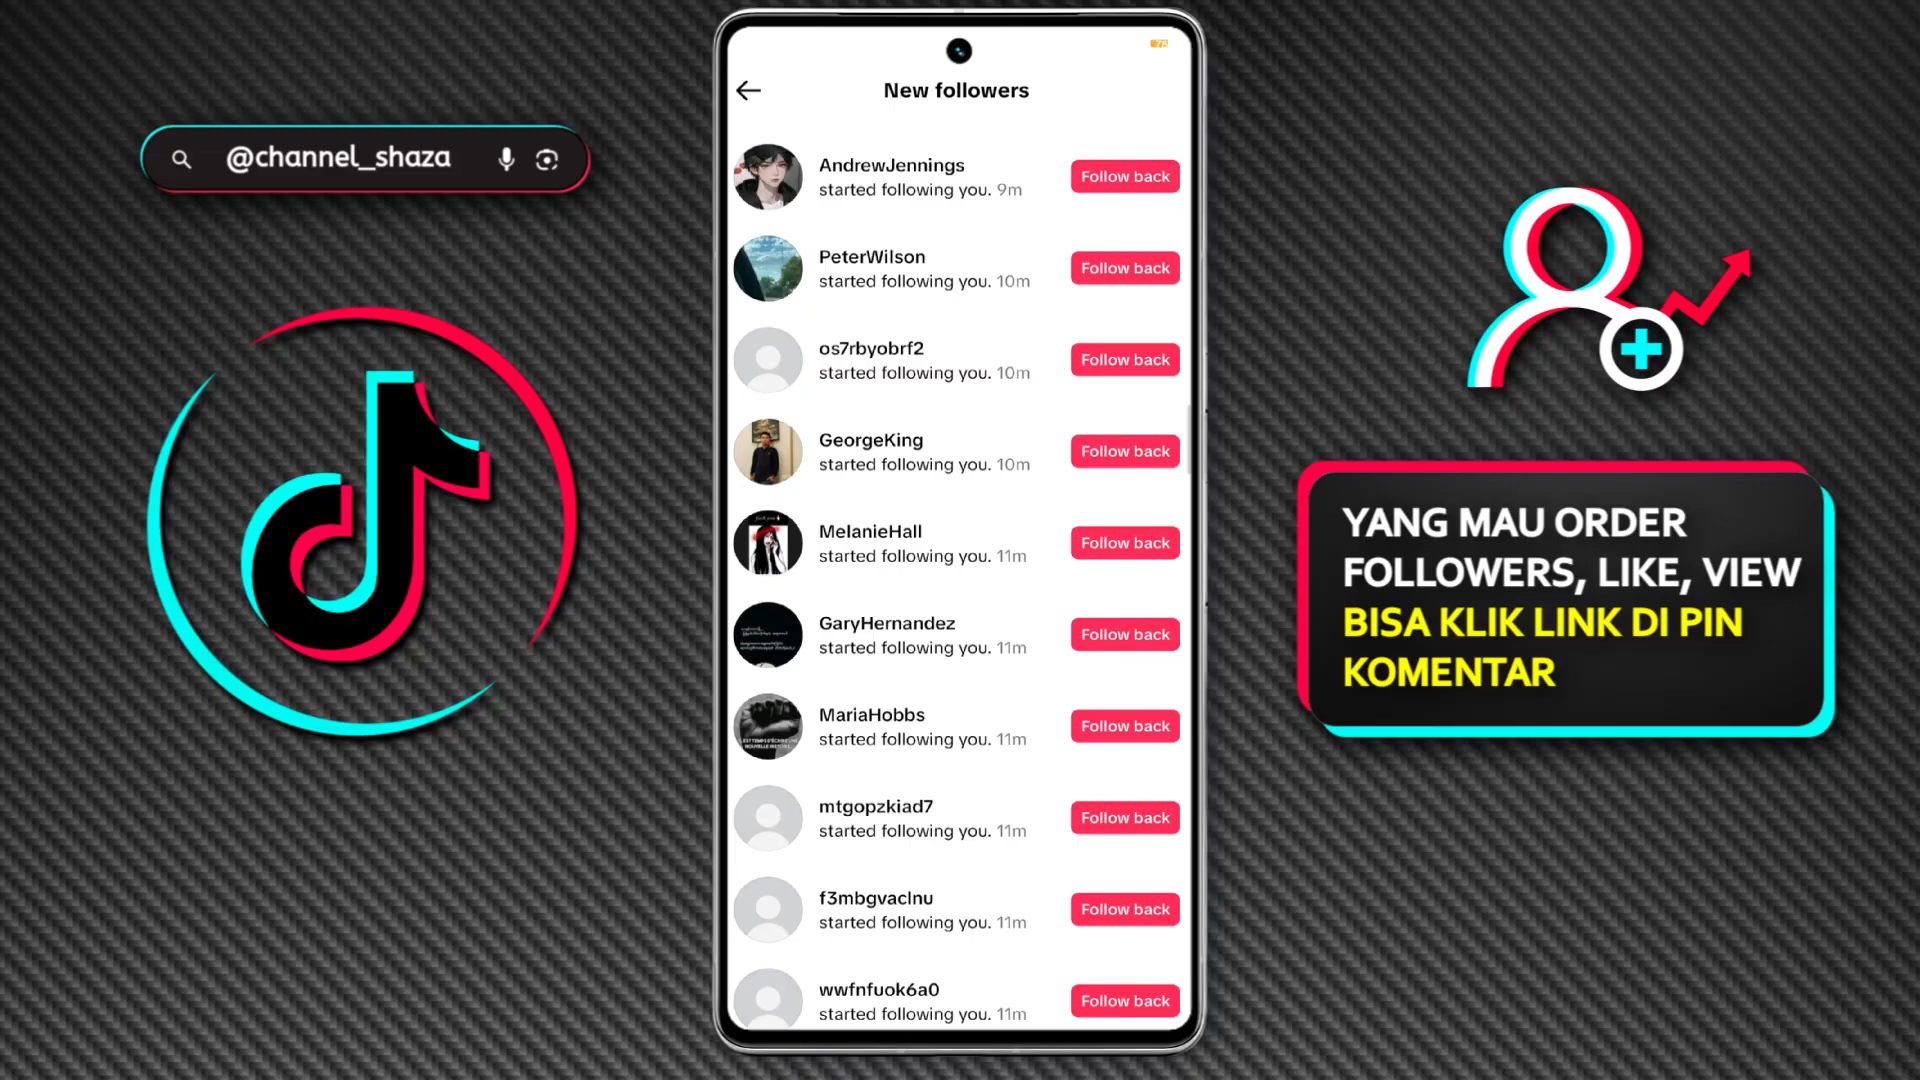 @channel_shaza
78
New followers
AndrewJennings
started following you. 9m
Follow back
PeterWilson
started following you. 10m
Follow back
os7rbyobrf2
started following you. 10m
Follow back
GeorgeKing
started following you. 10m
Follow back
MelanieHall
started following you. 11m
Follow back
GaryHernandez
started following you. 11m
Follow back
MariaHobbs
started following you. 11m
Follow back
mtgopzkiad7
started following you. 11m
Follow back
f3mbgvaclnu
started following you. 11m
Follow back
wwfnfuok6a0
started following you. 11m
Follow back
YANG MAU ORDER
FOLLOWERS, LIKE, VIEW
BISA KLIK LINK DI PIN
KOMENTAR